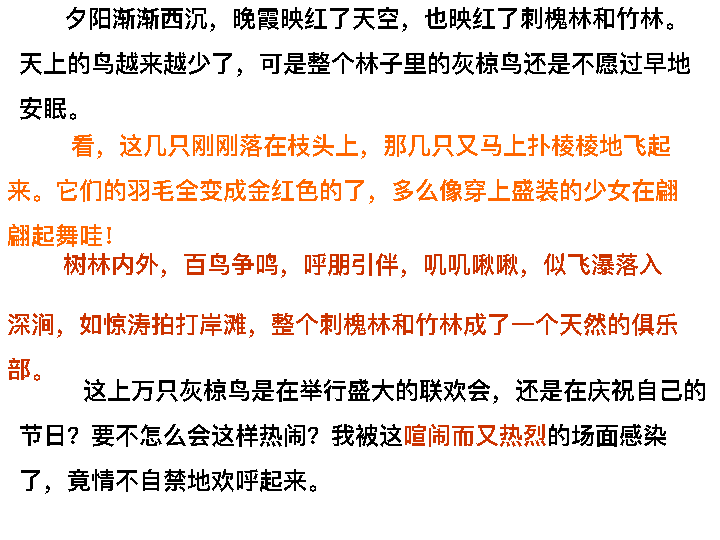 夕阳渐渐西沉，晚霞映红了天空，也映红了刺槐林和竹林。
天上的鸟越来越少了，可是整个林子里的灰椋鸟还是不愿过早地
安眠。
看，这几只刚刚落在枝头上，那几只又马上扑棱棱地飞起
来。它们的羽毛全变成金红色的了，多么像穿上盛装的少女在翩
翩起舞哇!
树林内外，百鸟争鸣，呼朋引伴，叽叽啾啾，似飞瀑落入
深涧，如惊涛拍打岸滩，整个刺槐林和竹林成了一个天然的俱乐
部。
这上万只灰椋鸟是在举行盛大的联欢会，还是在庆祝自己的
节日？要不怎么会这样热闹？我被这喧闹而又热烈的场面感染
了，竟情不自禁地欢呼起来。